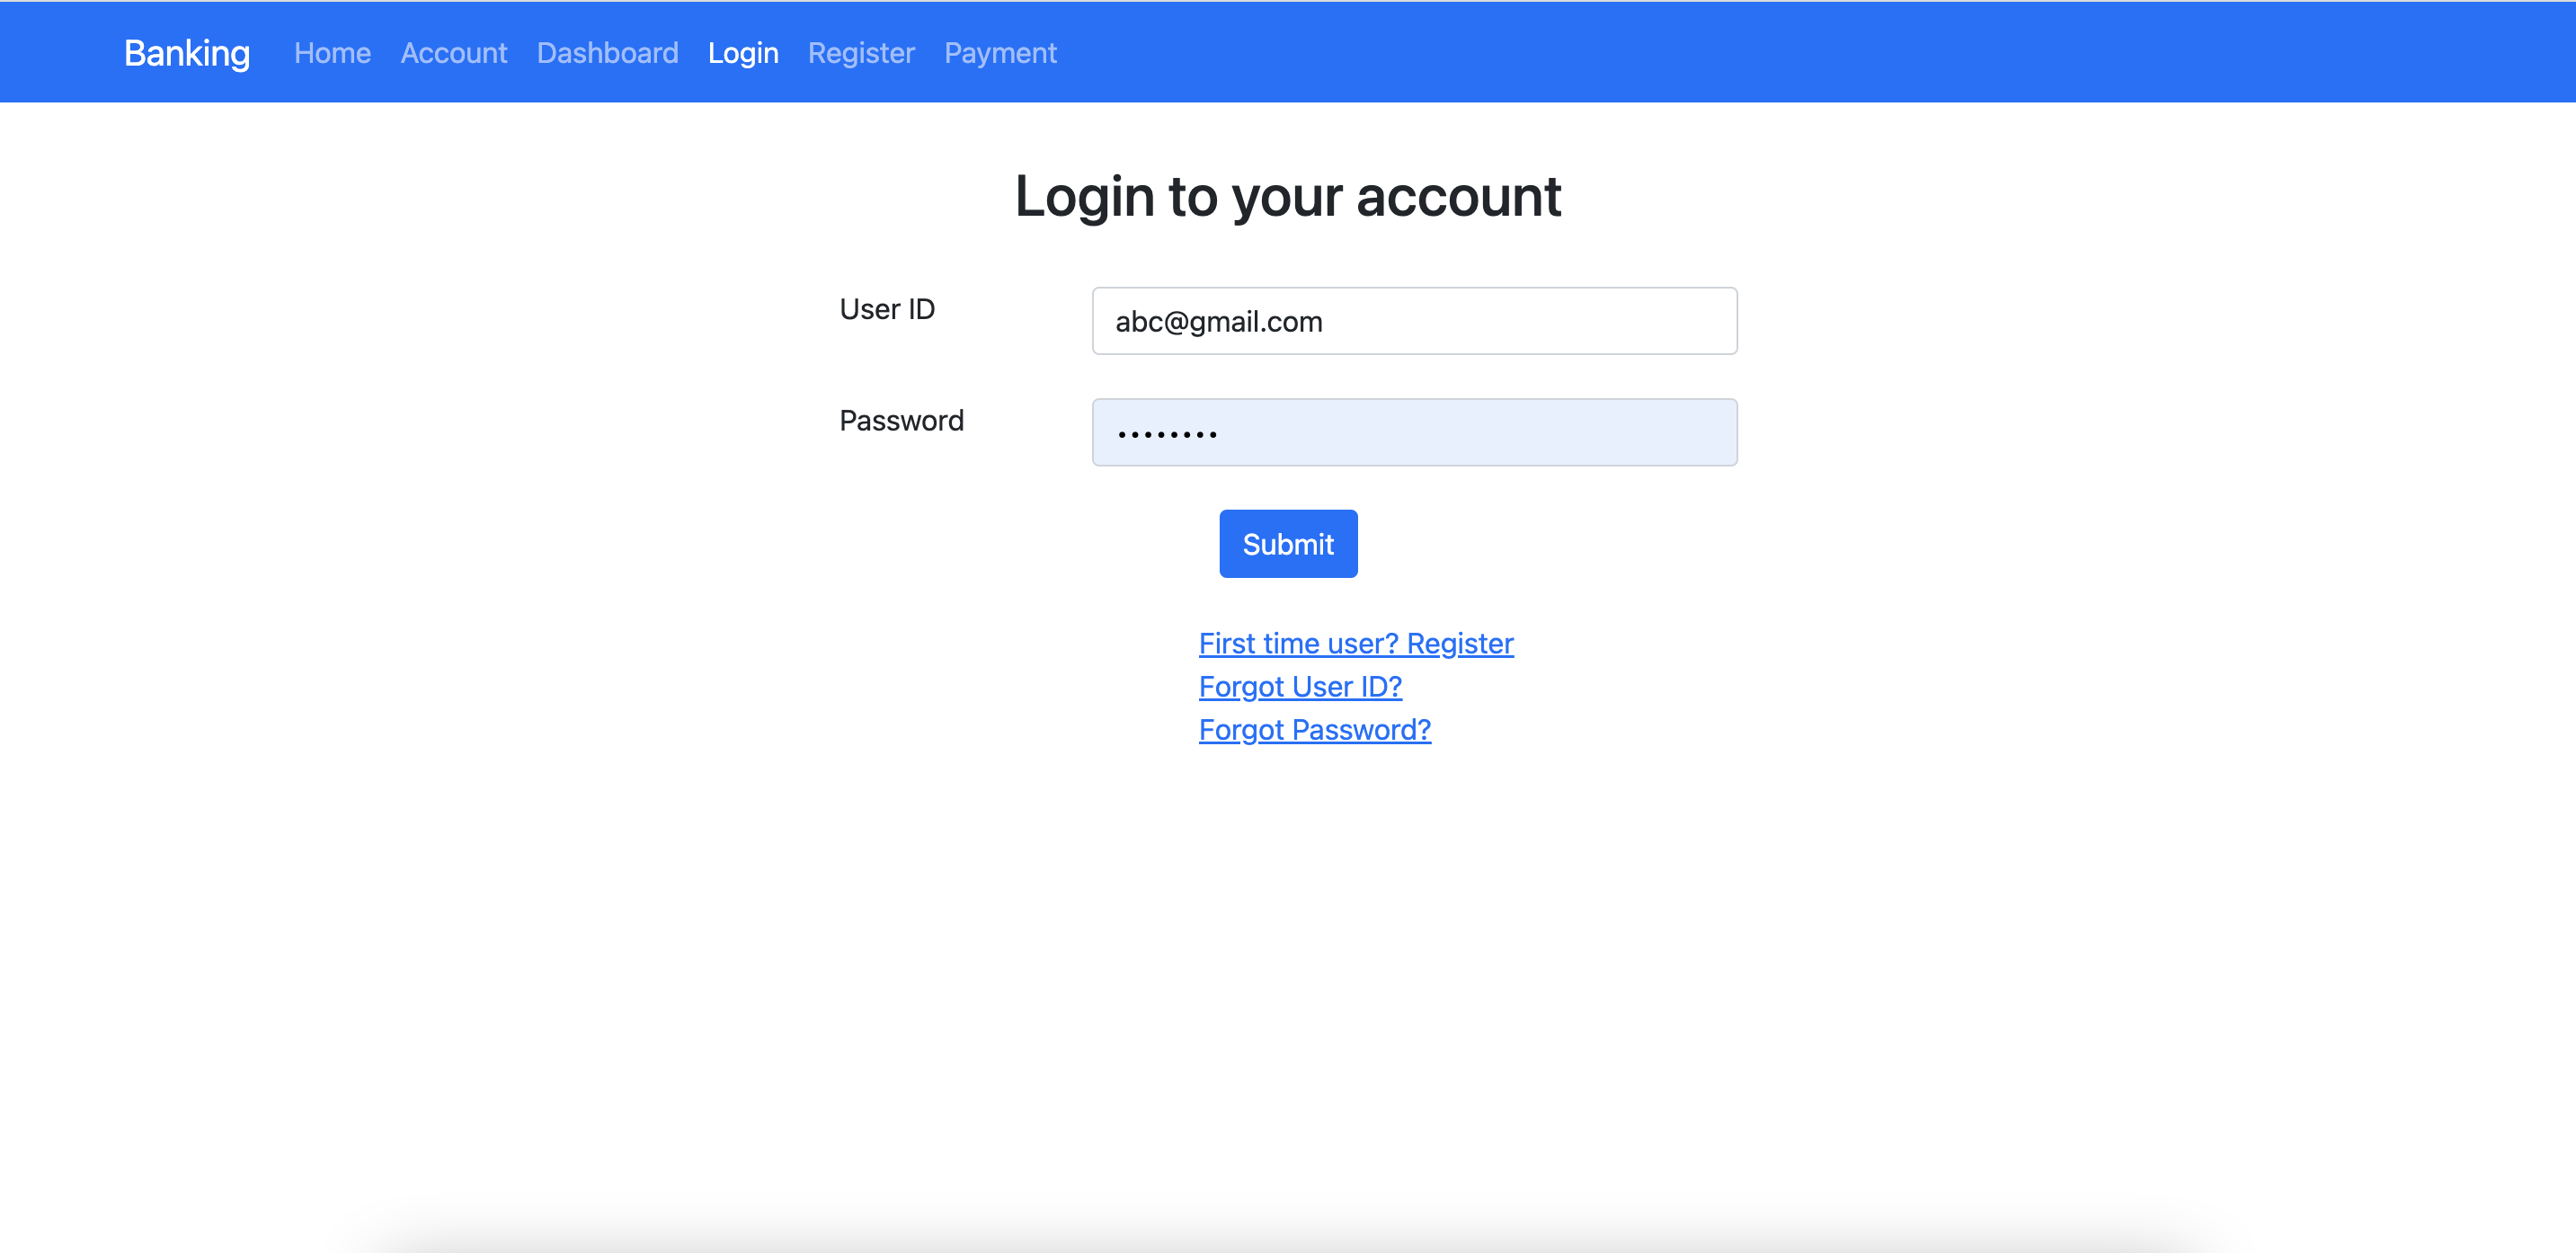 Banking Home Account Dashboard Login Register Payment
Login to your account
User ID
abc@gmail.com
Password
••••••••
Submit
First time user? Register
Forgot User ID?
Forgot Password?